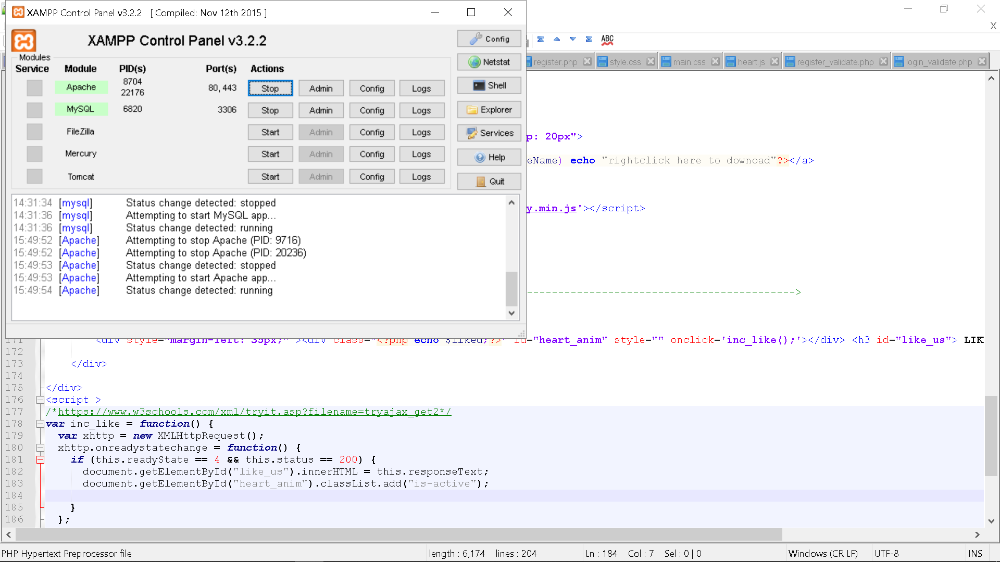 XAMPP Control Panel v3.2.2 [ Compiled: Nov 12th 2015 ]
XAMPP Control Panel v3.2.2
Modules
Service Module PID(s) Port(s) Actions
Apache 8704 22176 80, 443 Stop Admin Config Logs
MySQL 6820 3306 Stop Admin Config Logs
FileZilla Start Admin Config Logs
Mercury Start Admin Config Logs
Tomcat Start Admin Config Logs
Config
Netstat
Shell
Explorer
Services
Help
Quit
14:31:34 [mysql] Status change detected: stopped
14:31:36 [mysql] Attempting to start MySQL app...
14:31:36 [mysql] Status change detected: running
15:49:52 [Apache] Attempting to stop Apache (PID: 9716)
15:49:52 [Apache] Attempting to stop Apache (PID: 20236)
15:49:53 [Apache] Status change detected: stopped
15:49:53 [Apache] Attempting to start Apache app...
15:49:54 [Apache] Status change detected: running
X
ABC
register.php style.css main.css heart.js register_validate.php login_validate.php
p: 20px">
eName) echo "rightclick here to downoad"?></a>
y.min.js'></script>
------------------------------------------->
171 <div style="margin-left: 35px;" ><div class="<?php echo $liked;?>" id="heart_anim" style="" onclick='inc_like();'></div> <h3 id="like_us"> LIK
172
173 </div>
174
175 </div>
176 <script >
177 /*https://www.w3schools.com/xml/tryit.asp?filename=tryajax_get2*/
178 var inc_like = function() {
179 var xhttp = new XMLHttpRequest();
180 xhttp.onreadystatechange = function() {
181 if (this.readyState == 4 && this.status == 200) {
182 document.getElementById("like_us").innerHTML = this.responseText;
183 document.getElementById("heart_anim").classList.add("is-active");
184
185 }
186 };
PHP Hypertext Preprocessor file length : 6,174 lines : 204 Ln : 184 Col : 7 Sel : 0 | 0 Windows (CR LF) UTF-8 INS